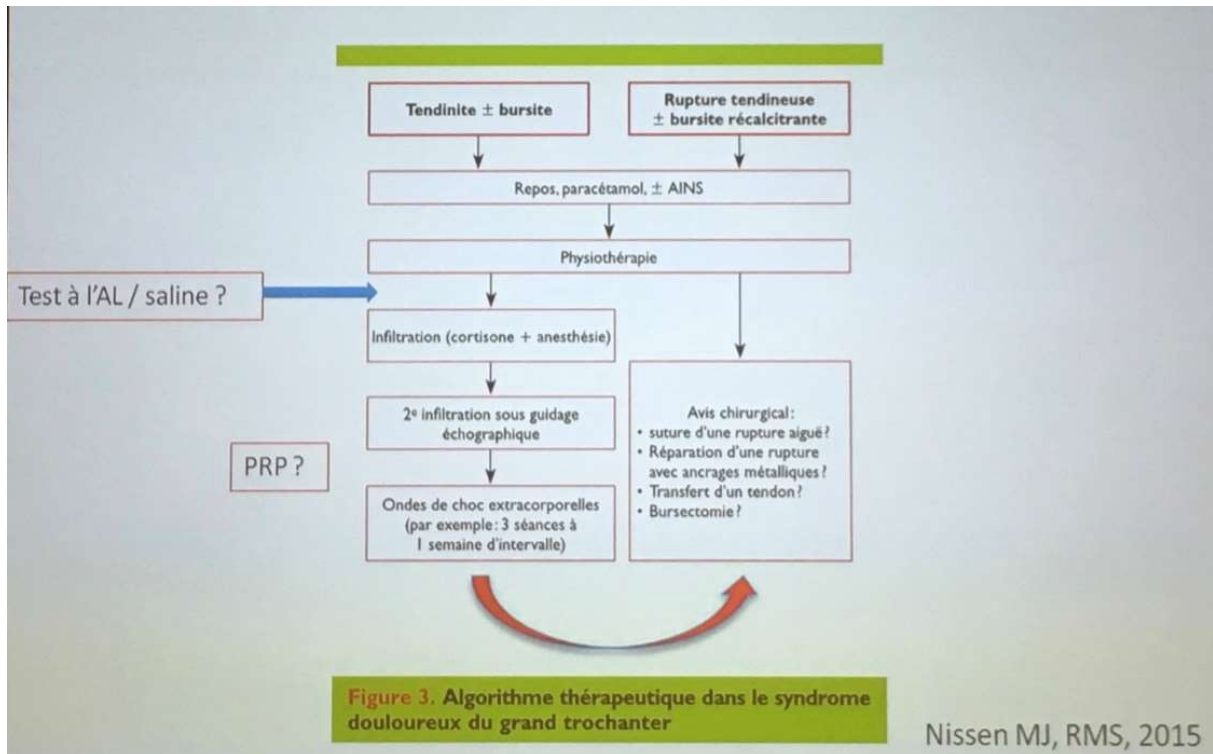 Tendinite ± bursite
Rupture tendineuse
± bursite récalcitrante
Repos, paracétamol, ± AINS
Physiothérapie
Test à l'AL / saline ?
Infiltration (cortisone + anesthésie)
2e infiltration sous guidage
échographique
PRP ?
Ondes de choc extracorporelles
(par exemple: 3 séances à
1 semaine d'intervalle)
Avis chirurgical:
• suture d'une rupture aiguë?
• Réparation d'une rupture
avec ancrages métalliques?
• Transfert d'un tendon?
• Bursectomie?
Figure 3. Algorithme thérapeutique dans le syndrome
douloureux du grand trochanter
Nissen MJ, RMS, 2015